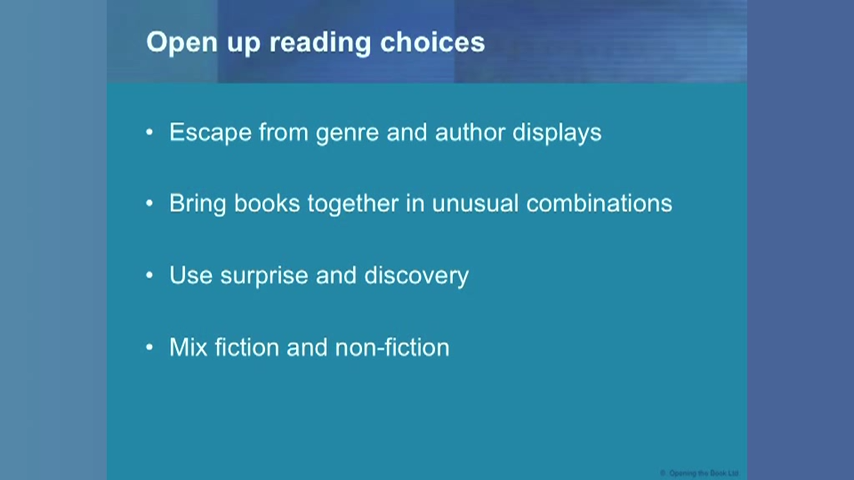 Open up reading choices
• Escape from genre and author displays
• Bring books together in unusual combinations
• Use surprise and discovery
• Mix fiction and non-fiction
© Opening the Book Ltd